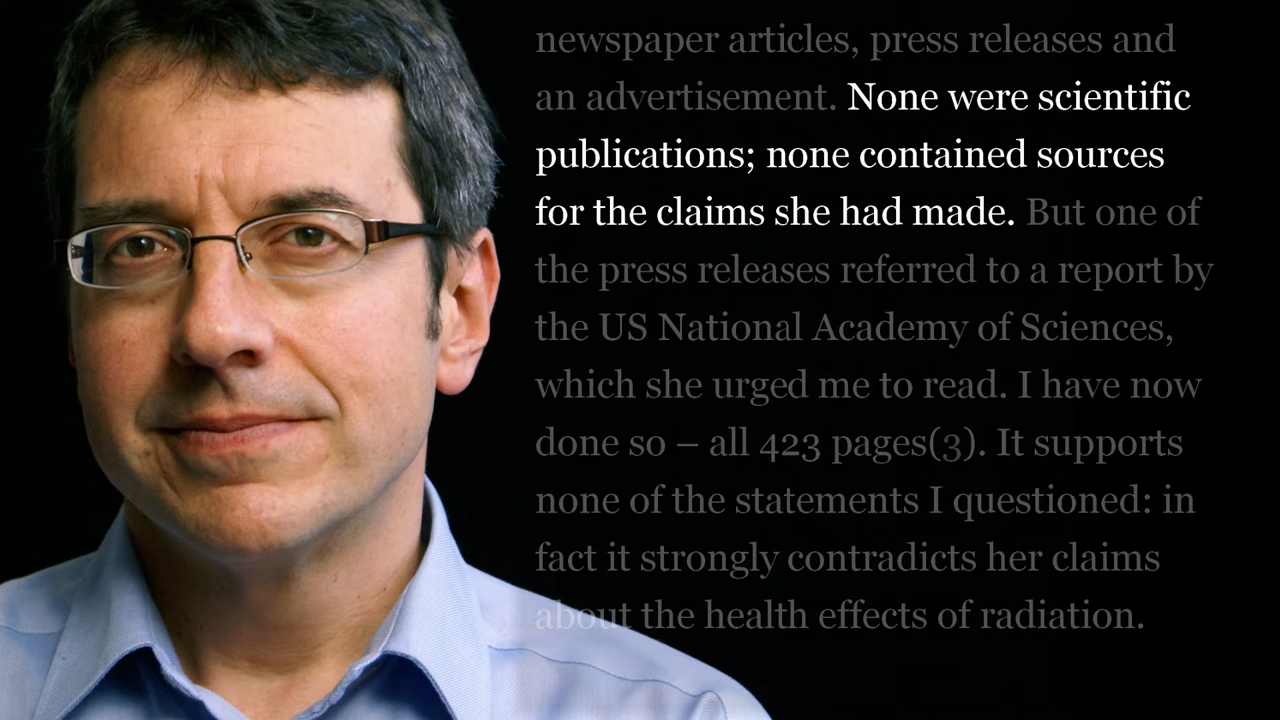 newspaper articles, press releases and
an advertisement. None were scientific
publications; none contained sources
for the claims she had made. But one of
the press releases referred to a report by
the US National Academy of Sciences,
which she urged me to read. I have now
done so – all 423 pages(3). It supports
none of the statements I questioned: in
fact it strongly contradicts her claims
about the health effects of radiation.